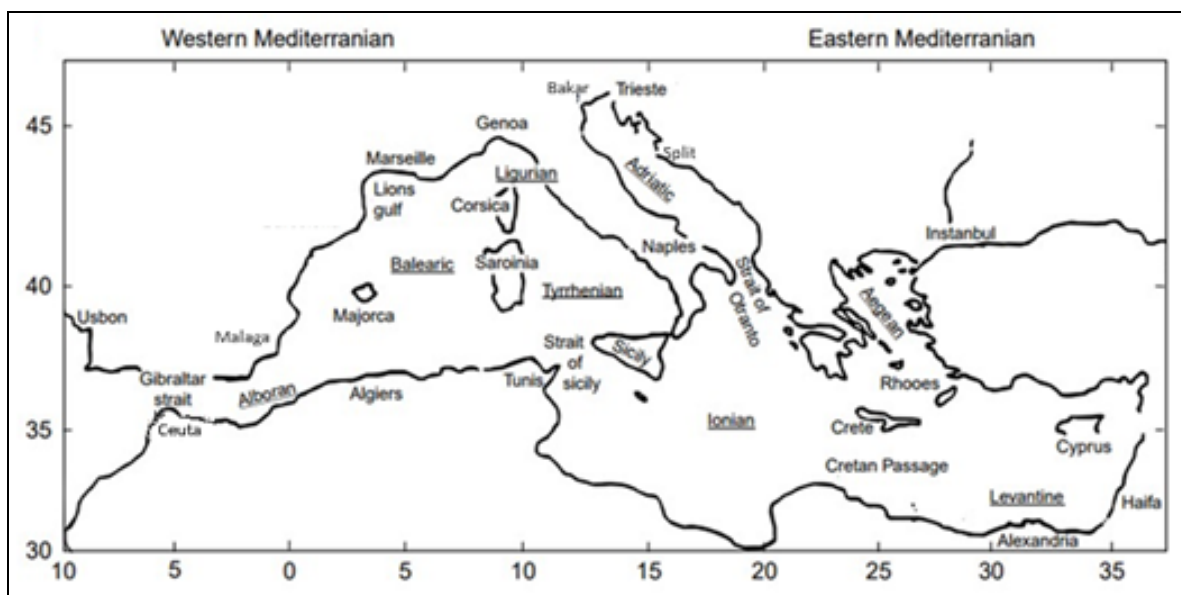 Western Mediterranian
Eastern Mediterranian
Bakar
Trieste
45
Genoa
Split
Marseille
Ligurian
Adriatic
Lions
gulf
Corsica
Instanbul
Naples
Balearic
Saroinia
40
Tyrrhenian
Strait of
Otranto
Aegean
Majorca
Usbon
Malaga
Strait
of
sicily
Sicily
Gibraltar
strait
Alboran
Algiers
Tunis
Rhooes
Ceuta
35
Ionian
Crete
Cyprus
Cretan Passage
Levantine
Haifa
Alexandria
30
10 5 0 5 10 15 20 25 30 35